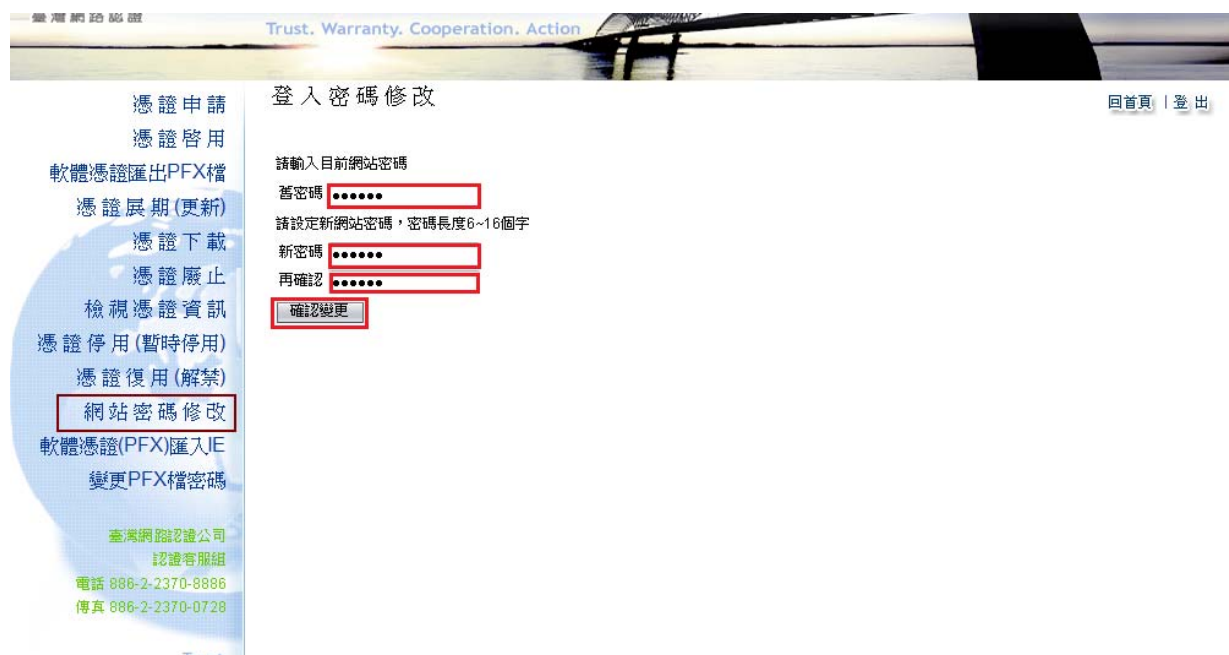 臺灣網路認證
Trust. Warranty. Cooperation. Action
登入密碼修改
回首頁 | 登出
憑證申請
憑證啓用
軟體憑證匯出PFX檔
憑證展期(更新)
憑證下載
憑證廢止
檢視憑證資訊
憑證停用(暫時停用)
憑證復用(解禁)
網站密碼修改
軟體憑證(PFX)匯入IE
變更PFX檔密碼
請輸入目前網站密碼
舊密碼 ●●●●●●
請設定新網站密碼，密碼長度6~16個字
新密碼 ●●●●●●
再確認 ●●●●●●
確認變更
臺灣網路認證公司
認證客服組
電話 886-2-2370-8886
傳真 886-2-2370-0728